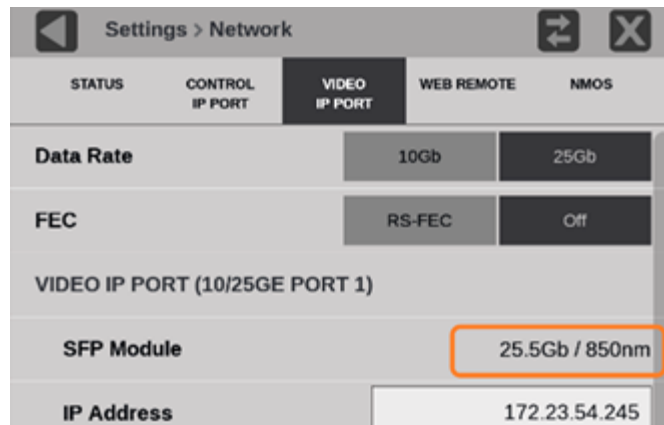 Settings > Network
STATUS CONTROL IP PORT VIDEO IP PORT WEB REMOTE NMOS
Data Rate 10Gb 25Gb
FEC RS-FEC Off
VIDEO IP PORT (10/25GE PORT 1)
SFP Module 25.5Gb / 850nm
IP Address 172.23.54.245